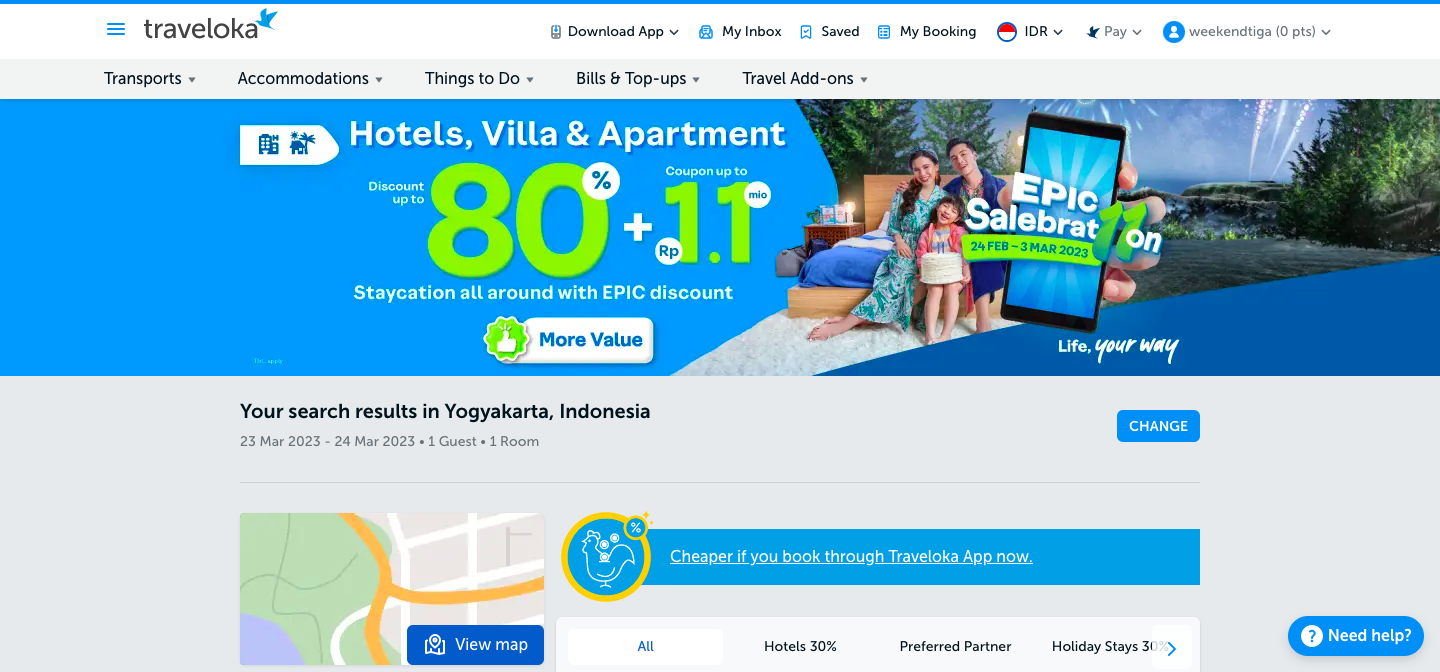 traveloka
Download App
My Inbox
Saved
My Booking
IDR
Pay
weekendtiga (0 pts)
Transports
Accommodations
Things to Do
Bills & Top-ups
Travel Add-ons
Hotels, Villa & Apartment
Discount up to
80%
+
Coupon up to
Rp 1.1 mio
Staycation all around with EPIC discount
More Value
EPIC
Salebrat11on
24 FEB – 3 MAR 2023
Life, your way
Your search results in Yogyakarta, Indonesia
23 Mar 2023 - 24 Mar 2023 • 1 Guest • 1 Room
CHANGE
%
Cheaper if you book through Traveloka App now.
View map
All
Hotels 30%
Preferred Partner
Holiday Stays 30%
Need help?